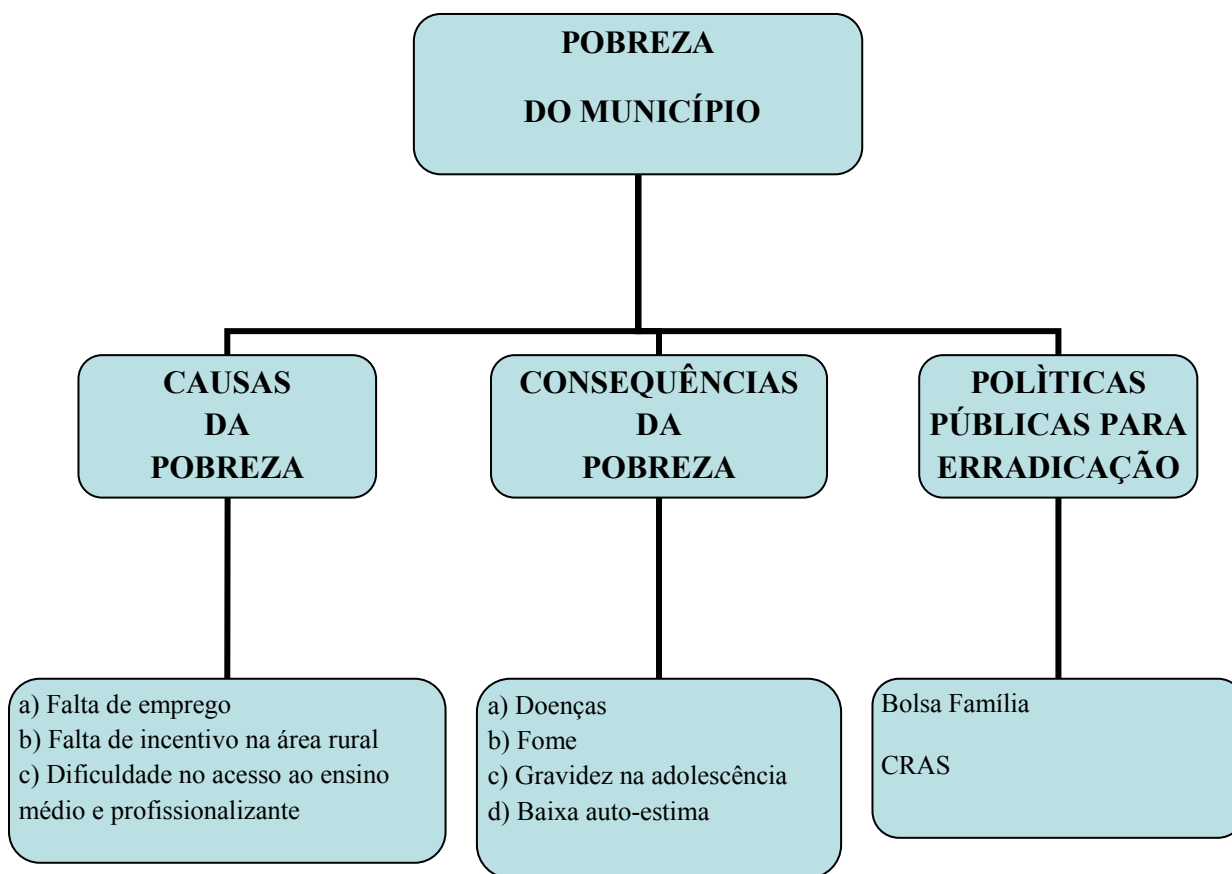 POBREZA
DO MUNICÍPIO
CAUSAS
DA
POBREZA
CONSEQUÊNCIAS
DA
POBREZA
POLÌTICAS
PÚBLICAS PARA
ERRADICAÇÃO
a) Falta de emprego
b) Falta de incentivo na área rural
c) Dificuldade no acesso ao ensino
médio e profissionalizante
a) Doenças
b) Fome
c) Gravidez na adolescência
d) Baixa auto-estima
Bolsa Família
CRAS